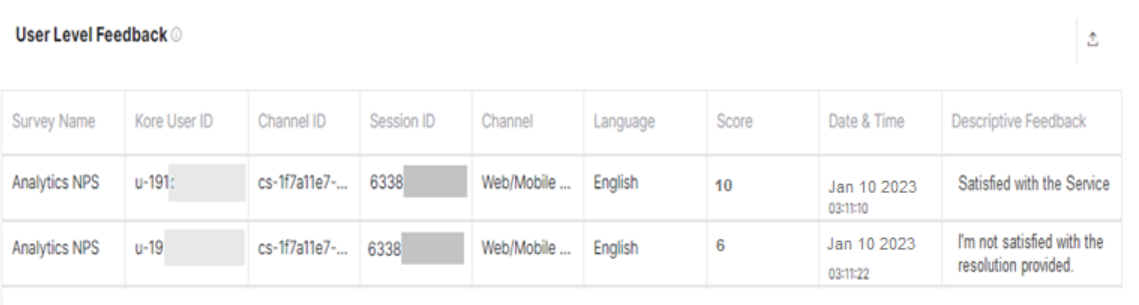 User Level Feedback
Survey Name Kore User ID Channel ID Session ID Channel Language Score Date & Time Descriptive Feedback
Analytics NPS u-191 cs-1f7a11e7-... 6338 Web/Mobile ... English 10 Jan 10 2023 Satisfied with the Service
03:11:10
Analytics NPS u-19 cs-1f7a11e7-... 6338 Web/Mobile ... English 6 Jan 10 2023 I'm not satisfied with the
03:11:22 resolution provided.